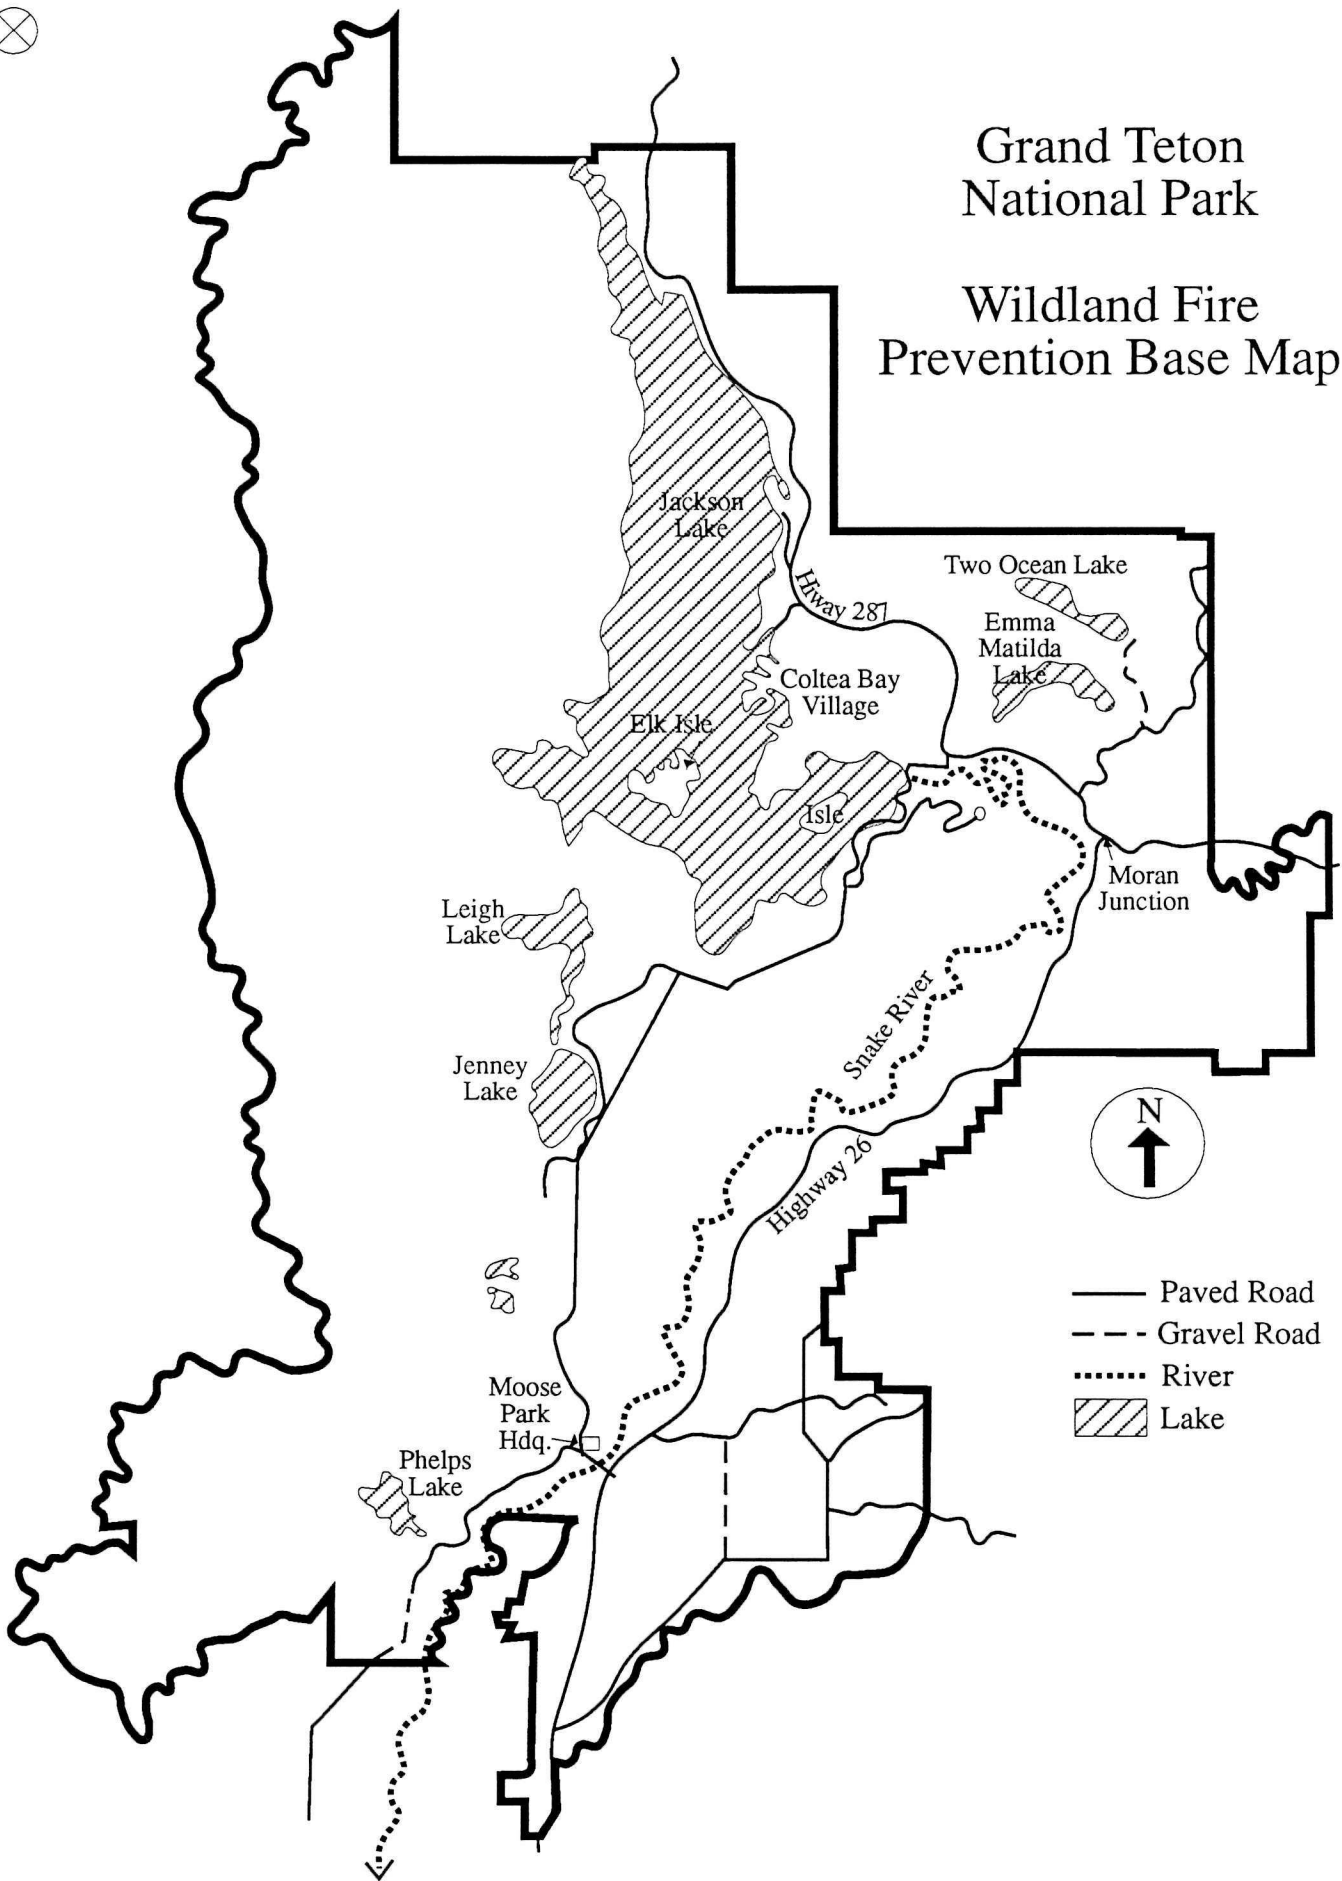 Grand Teton
National Park
Wildland Fire
Prevention Base Map
Jackson
Lake
Two Ocean Lake
Hiway 287
Emma
Matilda
Lake
Coltea Bay
Village
Elk Isle
Isle
Moran
Junction
Leigh
Lake
Snake River
Jenney
Lake
N
Highway 26
Paved Road
Gravel Road
River
Lake
Moose
Park
Hdq.
Phelps
Lake